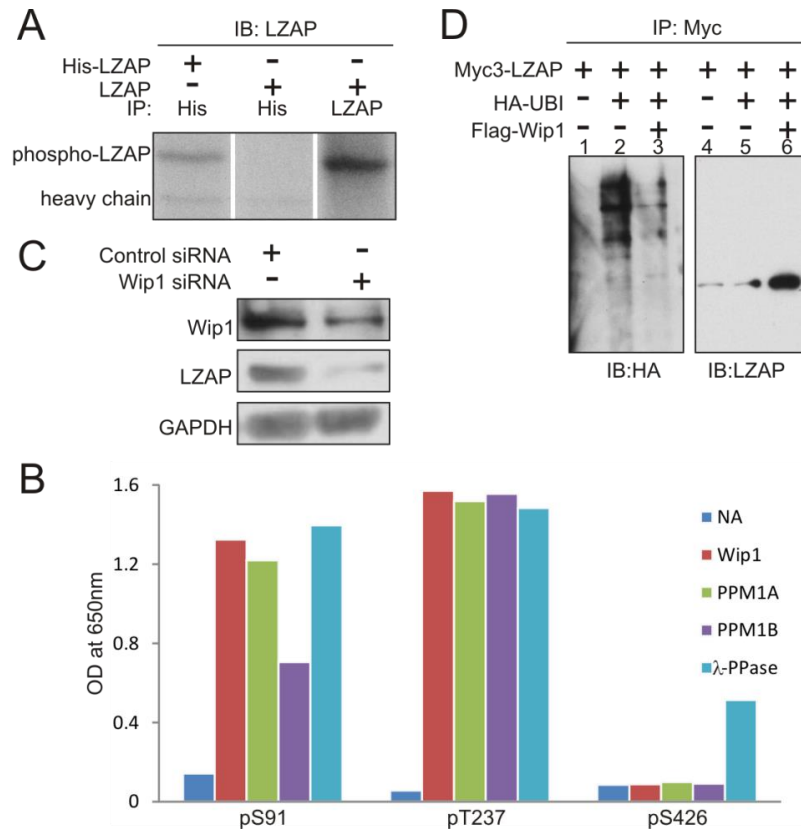 A
IB: LZAP
His-LZAP + - -
LZAP - + +
IP: His His LZAP
phospho-LZAP
heavy chain
D
IP: Myc
Myc3-LZAP + + + + + +
HA-UBI - + + - + +
Flag-Wip1 - - + - - +
1 2 3 4 5 6
IB:HA IB:LZAP
C
Control siRNA + -
Wip1 siRNA - +
Wip1
LZAP
GAPDH
B
OD at 650nm
1.6
1.2
0.8
0.4
0
pS91 pT237 pS426
NA
Wip1
PPM1A
PPM1B
λ-PPase